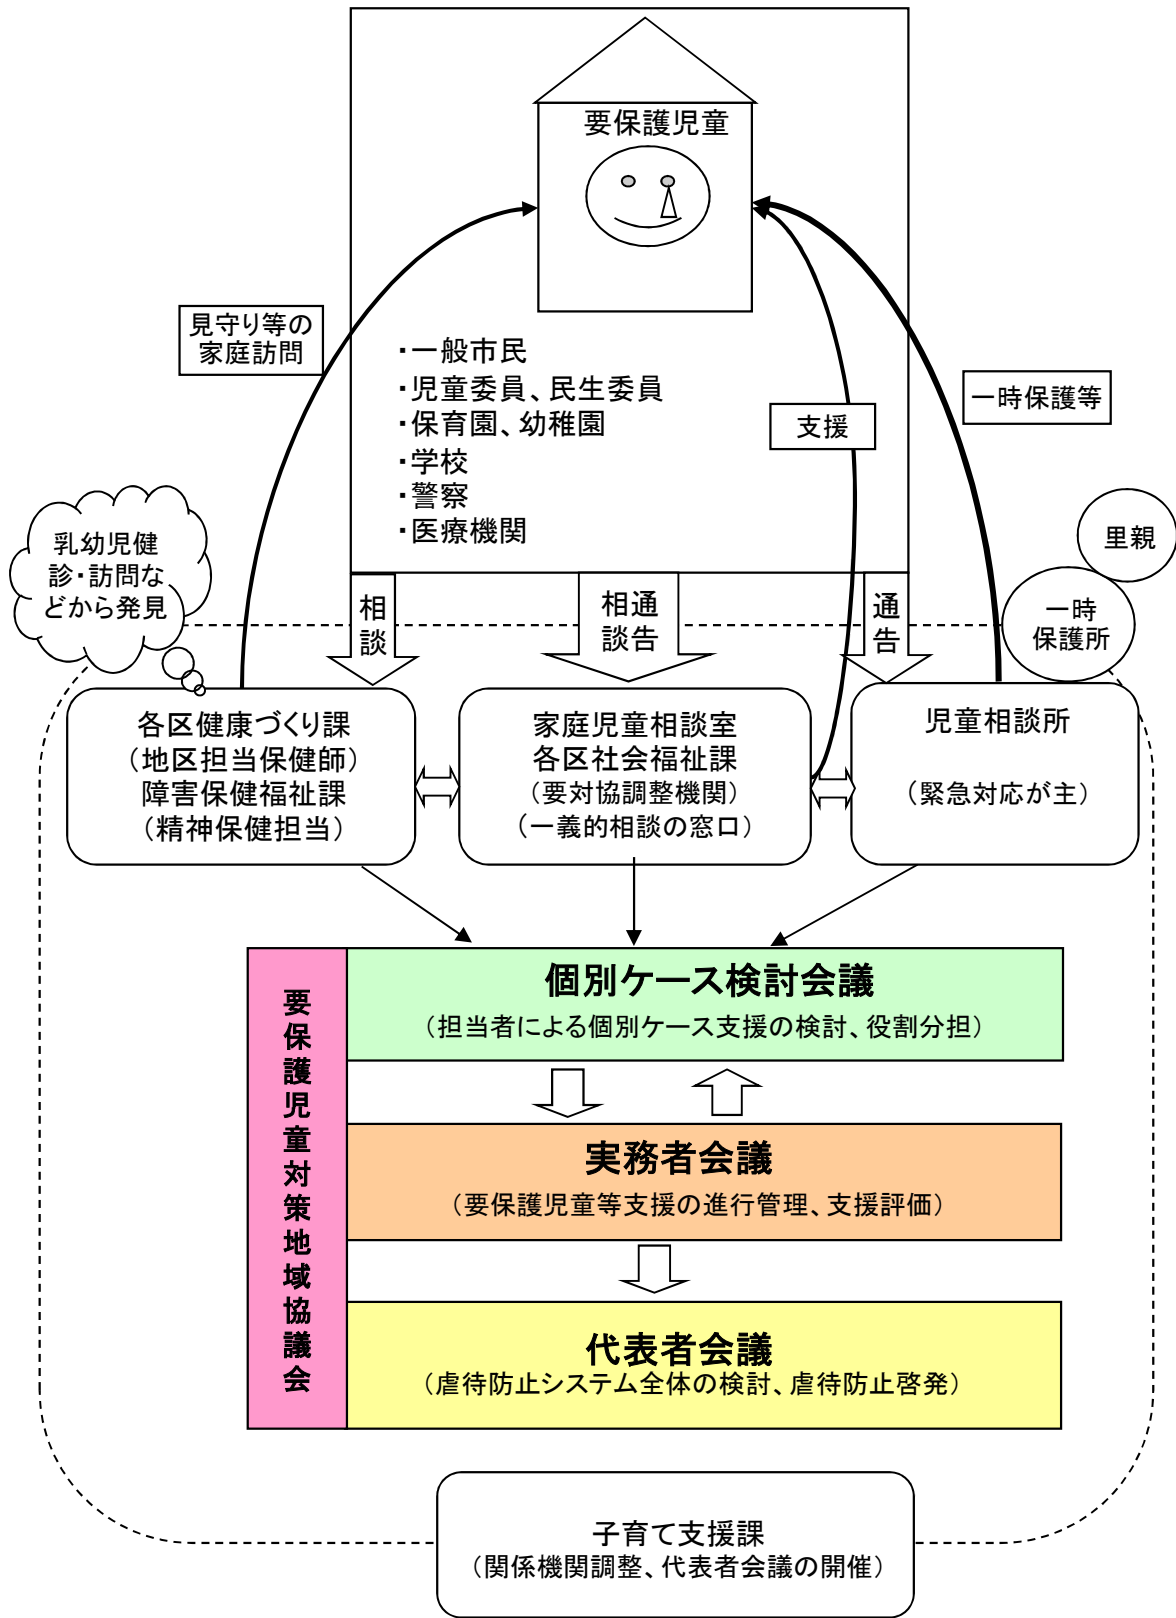 要保護児童
見守り等の
家庭訪問
・一般市民
・児童委員、民生委員
・保育園、幼稚園
・学校
・警察
・医療機関
支援
一時保護等
里親
一時
保護所
乳幼児健
診・訪問な
どから発見
相談
相談
通告
通告
各区健康づくり課
（地区担当保健師）
障害保健福祉課
（精神保健担当）
家庭児童相談室
各区社会福祉課
（要対協調整機関）
（一義的相談の窓口）
児童相談所
（緊急対応が主）
要保護児童対策地域協議会
個別ケース検討会議
（担当者による個別ケース支援の検討、役割分担）
実務者会議
（要保護児童等支援の進行管理、支援評価）
代表者会議
（虐待防止システム全体の検討、虐待防止啓発）
子育て支援課
（関係機関調整、代表者会議の開催）